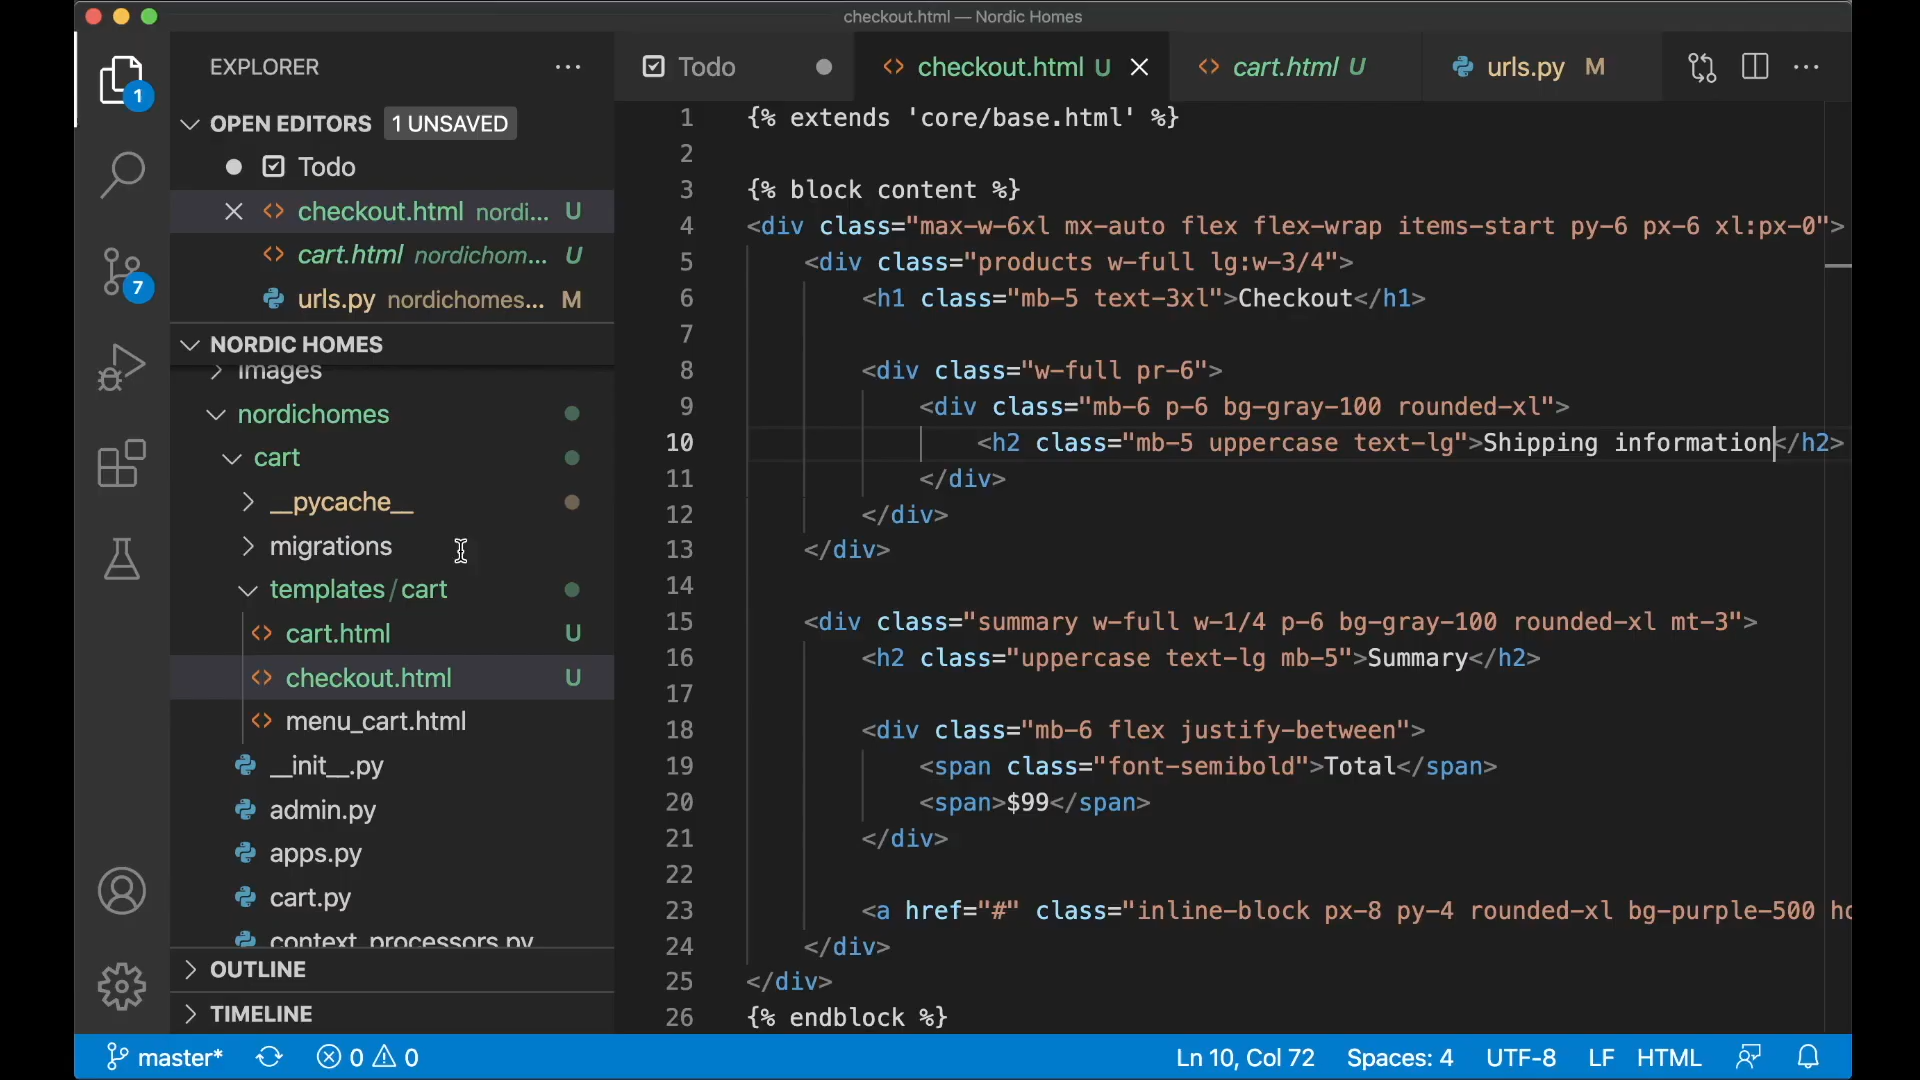 checkout.html — Nordic Homes
EXPLORER
OPEN EDITORS 1 UNSAVED
Todo
checkout.html nordi... U
cart.html nordichom... U
urls.py nordichomes... M
NORDIC HOMES
images
nordichomes
cart
__pycache__
migrations
templates/cart
cart.html U
checkout.html U
menu_cart.html
__init__.py
admin.py
apps.py
cart.py
context_processors.py
OUTLINE
TIMELINE
1
7
Todo
checkout.html U
cart.html U
urls.py M
1 {% extends 'core/base.html' %}
2
3 {% block content %}
4 <div class="max-w-6xl mx-auto flex flex-wrap items-start py-6 px-6 xl:px-0">
5 <div class="products w-full lg:w-3/4">
6 <h1 class="mb-5 text-3xl">Checkout</h1>
7
8 <div class="w-full pr-6">
9 <div class="mb-6 p-6 bg-gray-100 rounded-xl">
10 <h2 class="mb-5 uppercase text-lg">Shipping information</h2>
11 </div>
12 </div>
13 </div>
14
15 <div class="summary w-full w-1/4 p-6 bg-gray-100 rounded-xl mt-3">
16 <h2 class="uppercase text-lg mb-5">Summary</h2>
17
18 <div class="mb-6 flex justify-between">
19 <span class="font-semibold">Total</span>
20 <span>$99</span>
21 </div>
22
23 <a href="#" class="inline-block px-8 py-4 rounded-xl bg-purple-500 ho
24 </div>
25 </div>
26 {% endblock %}
master* 0 0 Ln 10, Col 72 Spaces: 4 UTF-8 LF HTML